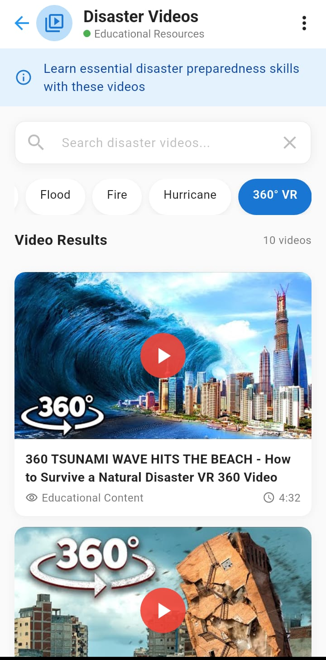 Disaster Videos
Educational Resources
Learn essential disaster preparedness skills
with these videos
Search disaster videos...
Flood
Fire
Hurricane
360° VR
Video Results
10 videos
360°
360 TSUNAMI WAVE HITS THE BEACH - How
to Survive a Natural Disaster VR 360 Video
Educational Content
4:32
360°